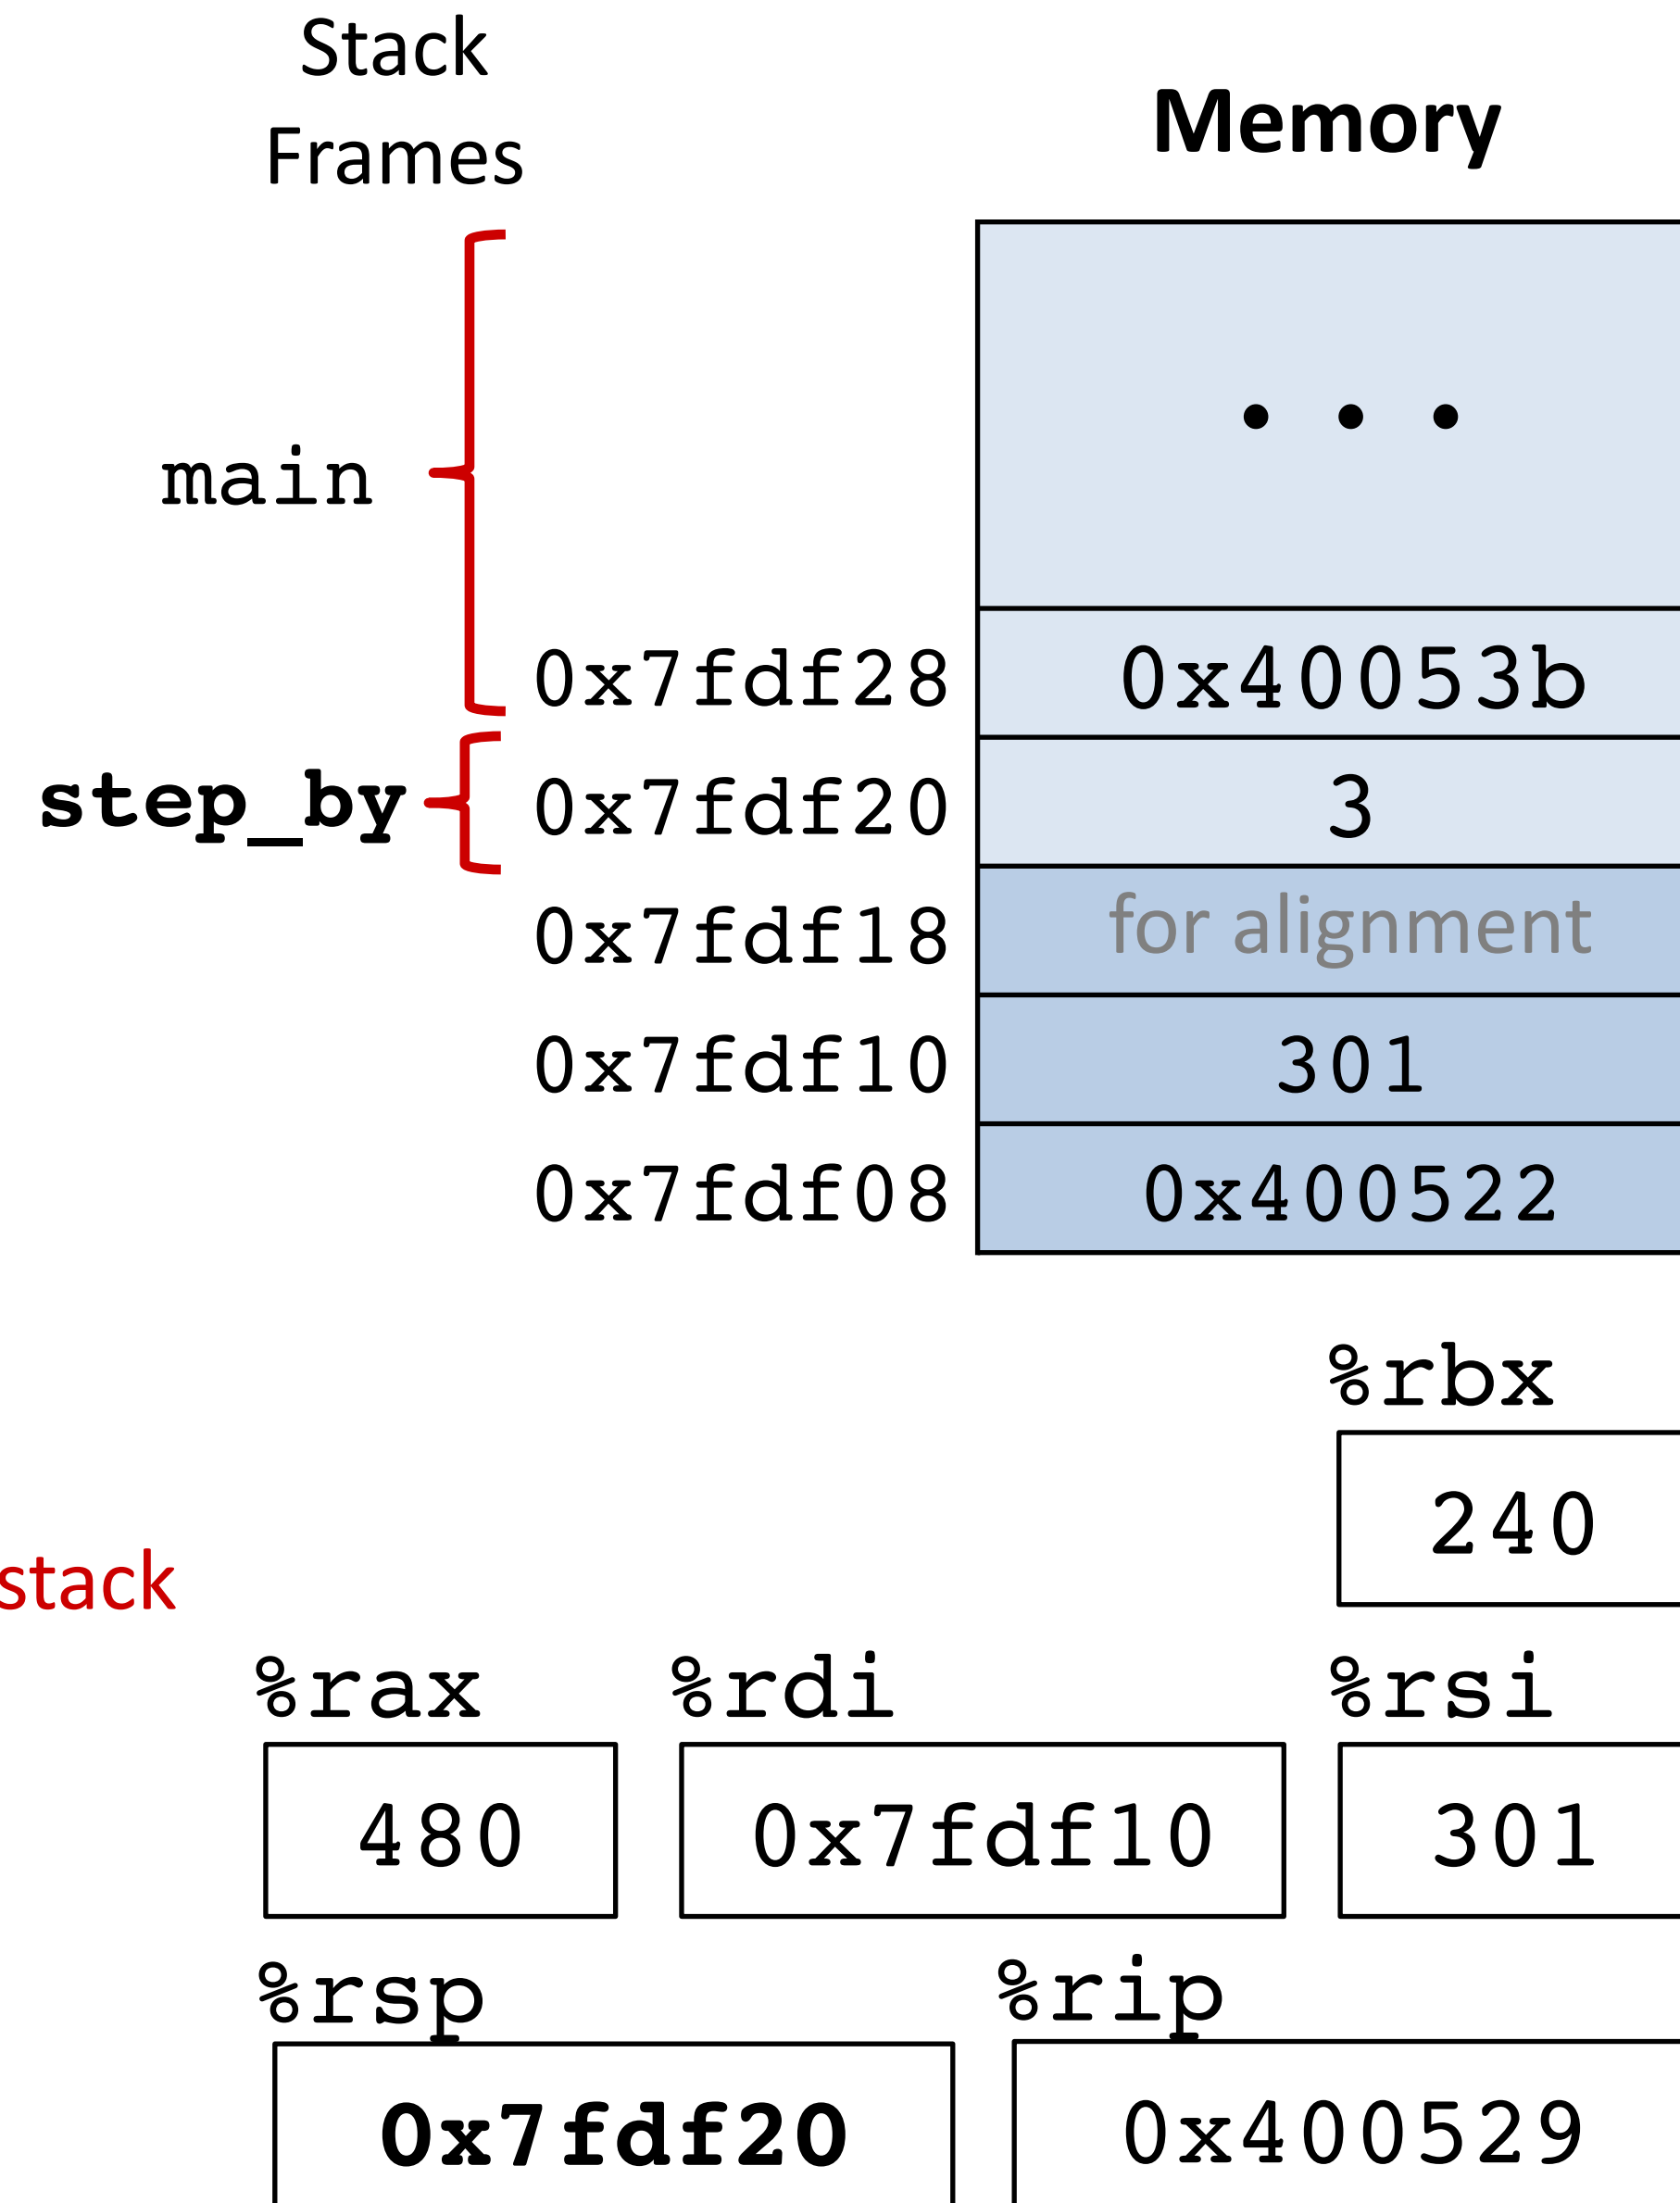 Stack
Frames
Memory
main
• • •
0x7fdf28 0x40053b
step_by 0x7fdf20 3
0x7fdf18 for alignment
0x7fdf10 301
0x7fdf08 0x400522
%rbx
240
stack
%rax %rdi %rsi
480 0x7fdf10 301
%rsp %rip
0x7fdf20 0x400529